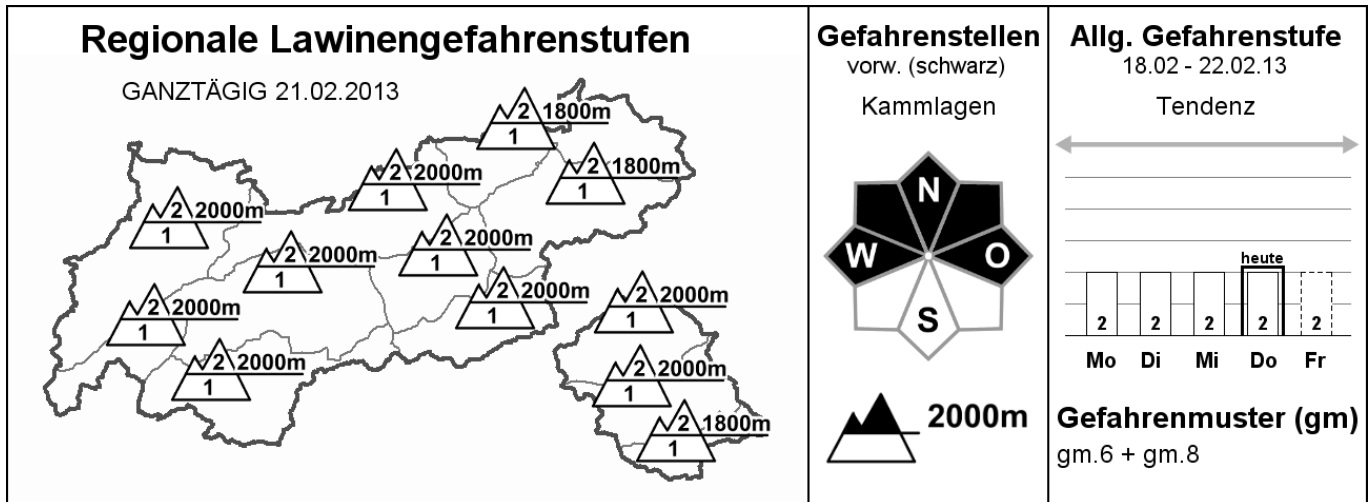 Regionale Lawinengefahrenstufen
GANZTÄGIG 21.02.2013
2 1800m
1
2 1800m
1
2 2000m
1
2 2000m
1
2 2000m
1
2 2000m
1
2 2000m
1
2 2000m
1
2 2000m
1
2 2000m
1
2 2000m
1
2 1800m
1
Gefahrenstellen
vorw. (schwarz)
Kammlagen
N
W O
S
2000m
Allg. Gefahrenstufe
18.02 - 22.02.13
Tendenz
heute
2 2 2 2 2
Mo Di Mi Do Fr
Gefahrenmuster (gm)
gm.6 + gm.8